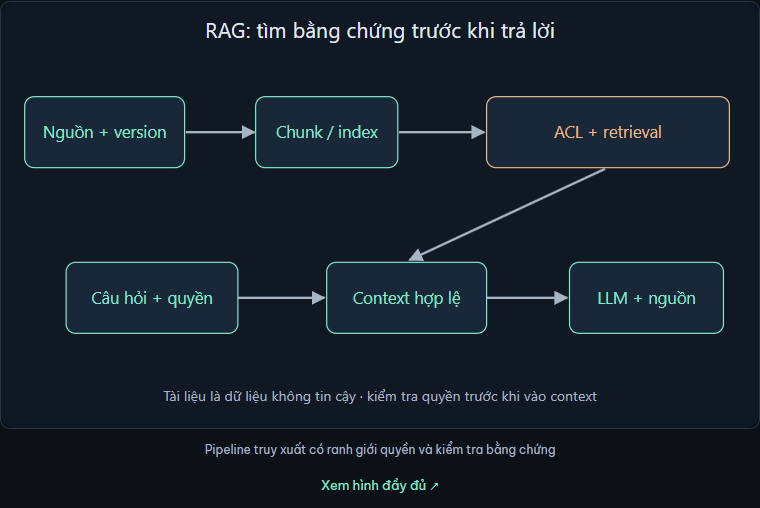 RAG: tìm bằng chứng trước khi trả lời
Nguồn + version
Chunk / index
ACL + retrieval
Câu hỏi + quyền
Context hợp lệ
LLM + nguồn
Tài liệu là dữ liệu không tin cậy · kiểm tra quyền trước khi vào context
Pipeline truy xuất có ranh giới quyền và kiểm tra bằng chứng
Xem hình đầy đủ ↗